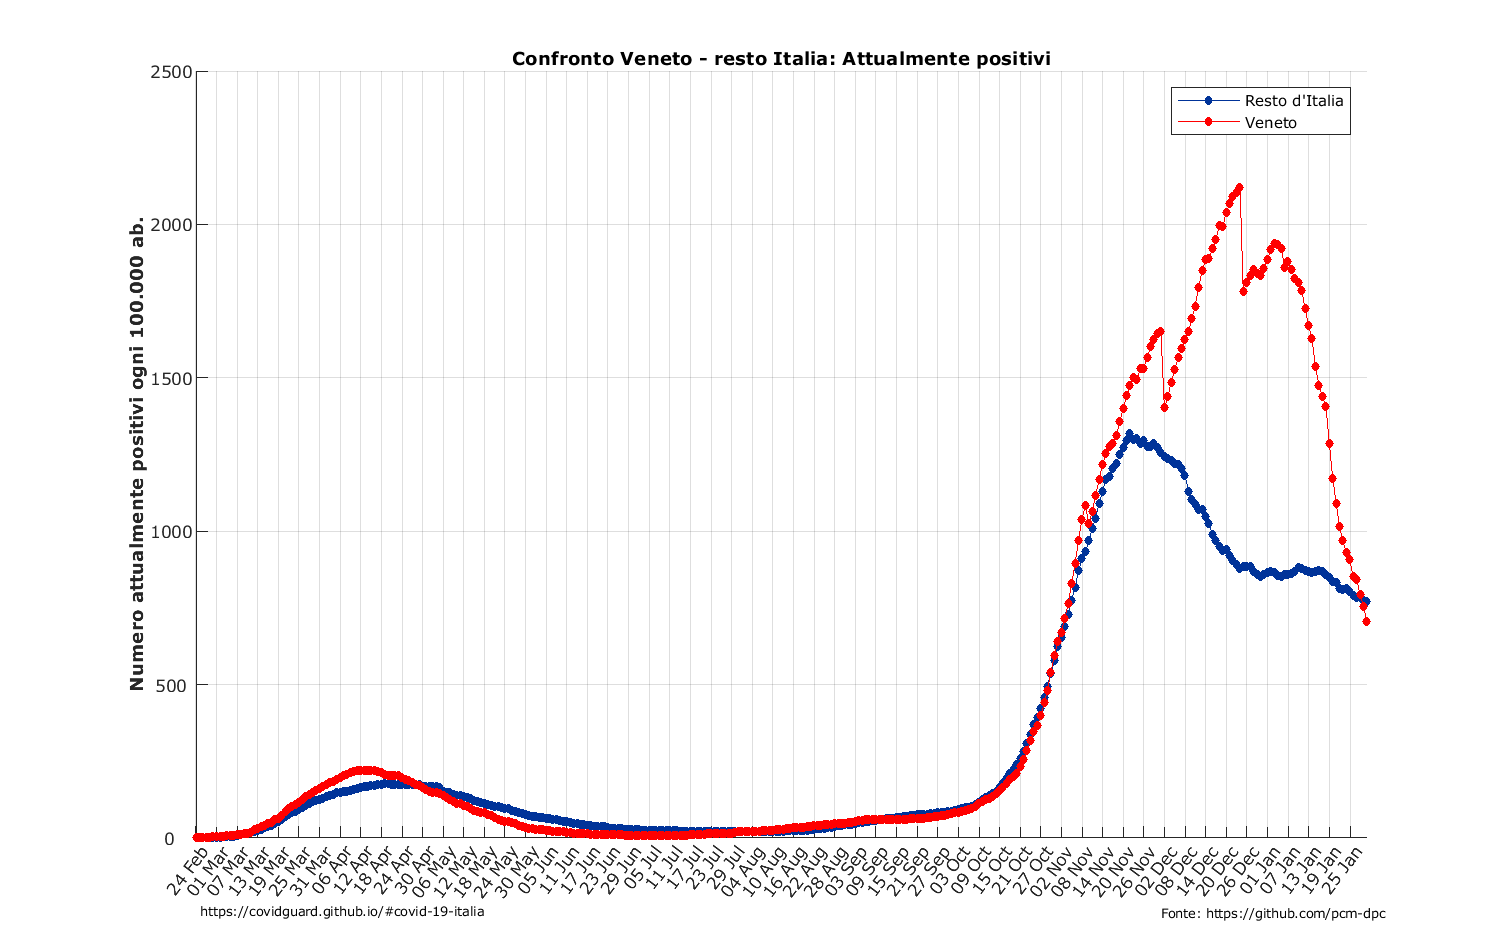 Confronto Veneto - resto Italia: Attualmente positivi
Resto d'Italia
Veneto
Numero attualmente positivi ogni 100.000 ab.
2500
2000
1500
1000
500
0
24 Feb
01 Mar
07 Mar
13 Mar
19 Mar
25 Mar
31 Mar
06 Apr
12 Apr
18 Apr
24 Apr
30 Apr
06 May
12 May
18 May
24 May
30 May
05 Jun
11 Jun
17 Jun
23 Jun
29 Jun
05 Jul
11 Jul
17 Jul
23 Jul
29 Jul
04 Aug
10 Aug
16 Aug
22 Aug
28 Aug
03 Sep
09 Sep
15 Sep
21 Sep
27 Sep
03 Oct
09 Oct
15 Oct
21 Oct
27 Oct
02 Nov
08 Nov
14 Nov
20 Nov
26 Nov
02 Dec
08 Dec
14 Dec
20 Dec
26 Dec
01 Jan
07 Jan
13 Jan
19 Jan
25 Jan
https://covidguard.github.io/#covid-19-italia
Fonte: https://github.com/pcm-dpc